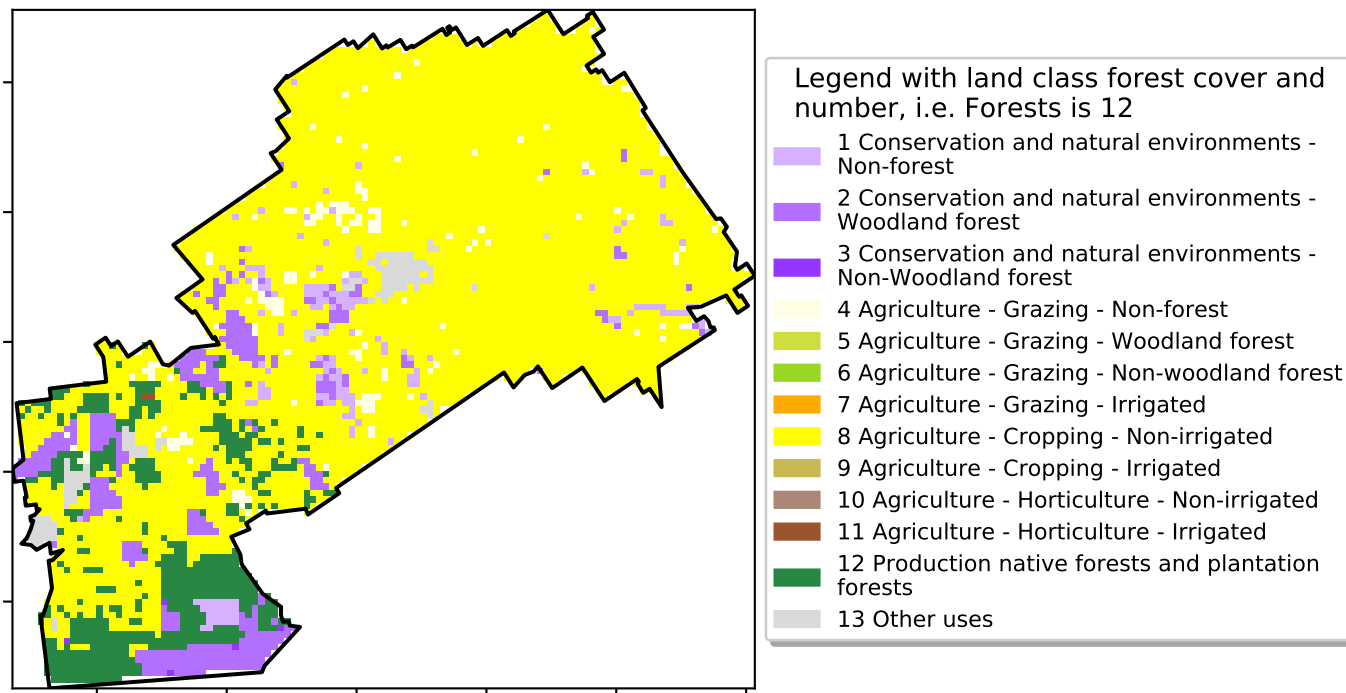 Legend with land class forest cover and
number, i.e. Forests is 12
1 Conservation and natural environments -
Non-forest
2 Conservation and natural environments -
Woodland forest
3 Conservation and natural environments -
Non-Woodland forest
4 Agriculture - Grazing - Non-forest
5 Agriculture - Grazing - Woodland forest
6 Agriculture - Grazing - Non-woodland forest
7 Agriculture - Grazing - Irrigated
8 Agriculture - Cropping - Non-irrigated
9 Agriculture - Cropping - Irrigated
10 Agriculture - Horticulture - Non-irrigated
11 Agriculture - Horticulture - Irrigated
12 Production native forests and plantation
forests
13 Other uses